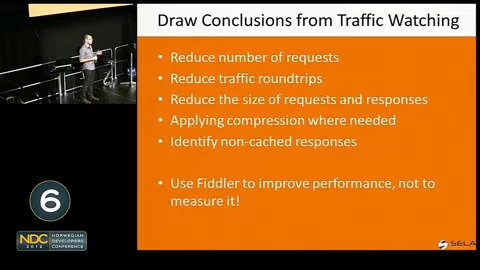 Draw Conclusions from Traffic Watching
• Reduce number of requests
• Reduce traffic roundtrips
• Reduce the size of requests and responses
• Applying compression where needed
• Identify non-cached responses
• Use Fiddler to improve performance, not to
measure it!
6
NDC
2012
NORWEGIAN
DEVELOPERS
CONFERENCE
SELA